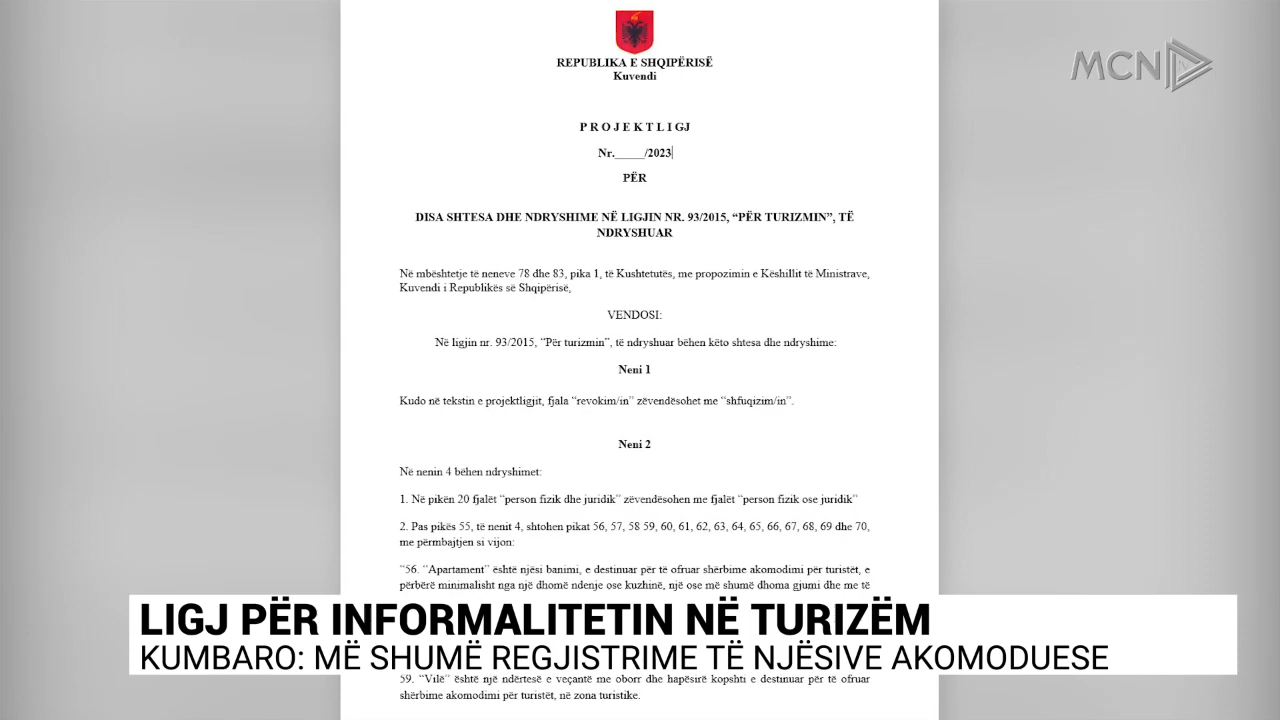 REPUBLIKA E SHQIPËRISË
Kuvendi
MCN
P R O J E K T L I GJ
Nr._____/2023
PËR
DISA SHTESA DHE NDRYSHIME NË LIGJIN NR. 93/2015, “PËR TURIZMIN”, TË
NDRYSHUAR
Në mbështetje të neneve 78 dhe 83, pika 1, të Kushtetutës, me propozimin e Këshillit të Ministrave,
Kuvendi i Republikës së Shqipërisë,
VENDOSI:
Në ligjin nr. 93/2015, “Për turizmin”, të ndryshuar bëhen këto shtesa dhe ndryshime:
Neni 1
Kudo në tekstin e projektligjit, fjala “revokim/in” zëvendësohet me “shfuqizim/in”.
Neni 2
Në nenin 4 bëhen ndryshimet:
1. Në pikën 20 fjalët “person fizik dhe juridik” zëvendësohen me fjalët “person fizik ose juridik”
2. Pas pikës 55, të nenit 4, shtohen pikat 56, 57, 58 59, 60, 61, 62, 63, 64, 65, 66, 67, 68, 69 dhe 70,
me përmbajtjen si vijon:
“56. “Apartament” është njësi banimi, e destinuar për të ofruar shërbime akomodimi për turistët, e
përbërë minimalisht nga një dhomë ndenje ose kuzhinë, një ose më shumë dhoma gjumi dhe me të
LIGJ PËR INFORMALITETIN NË TURIZËM
KUMBARO: MË SHUMË REGJISTRIME TË NJËSIVE AKOMODUESE
59. “Vilë” është një ndërtesë e veçantë me oborr dhe hapësirë kopshti e destinuar për të ofruar
shërbime akomodimi për turistët, në zona turistike.